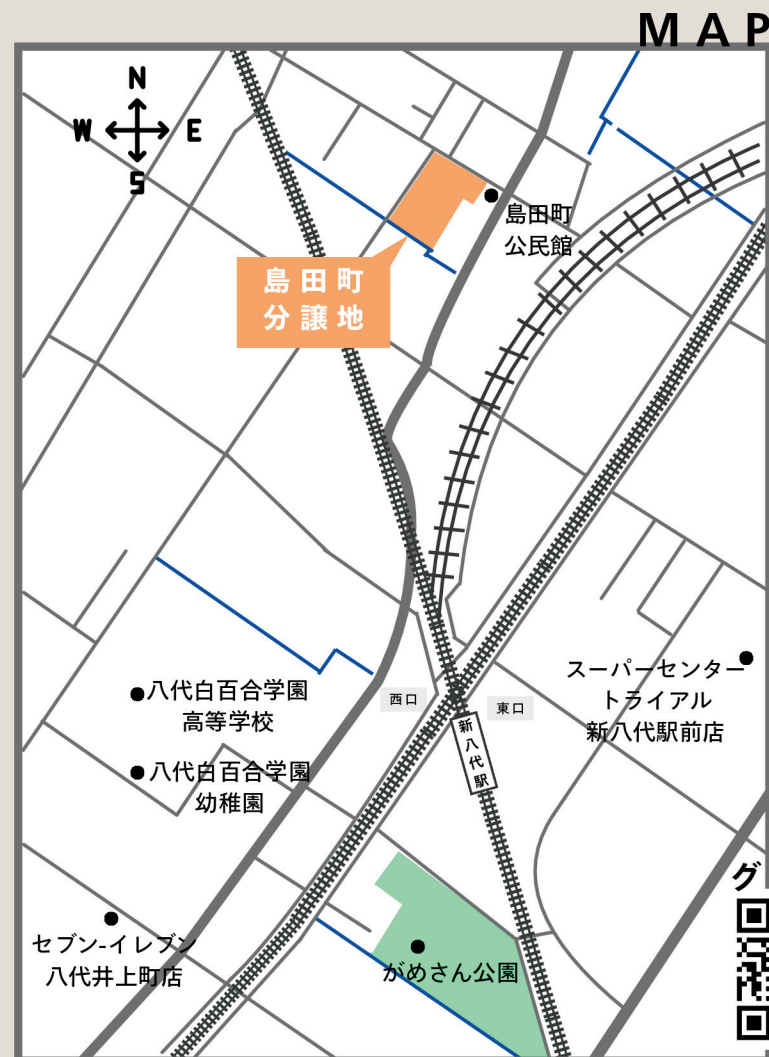 MAP
N
W
E
S
島田町
公民館
島田町
分譲地
スーパーセンター
トライアル
新八代駅前店
西口
東口
新八代駅
八代白百合学園
高等学校
八代白百合学園
幼稚園
グ
セブン-イレブン
八代井上町店
がめさん公園